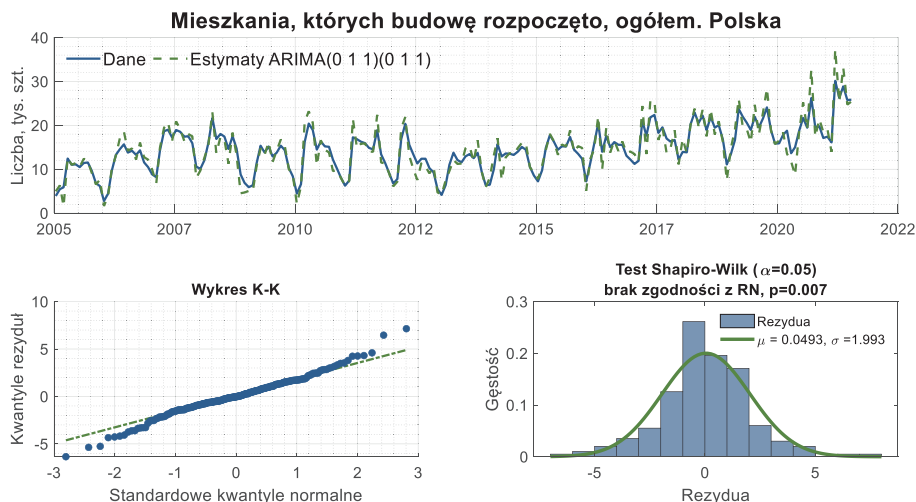 Mieszkania, których budowę rozpoczęto, ogółem. Polska
Liczba, tys. szt.
40
30
20
10
0
Dane
Estymaty ARIMA(0 1 1)(0 1 1)
2005 2007 2010 2012 2015 2017 2020 2022
Wykres K-K
Kwantyle rezyduł
10
5
0
-5
-3 -2 -1 0 1 2 3
Standardowe kwantyle normalne
Test Shapiro-Wilk (α=0.05)
brak zgodności z RN, p=0.007
Gęstość
0.3
0.2
0.1
0
Rezydua
μ = 0.0493, σ =1.993
-5 0 5
Rezydua